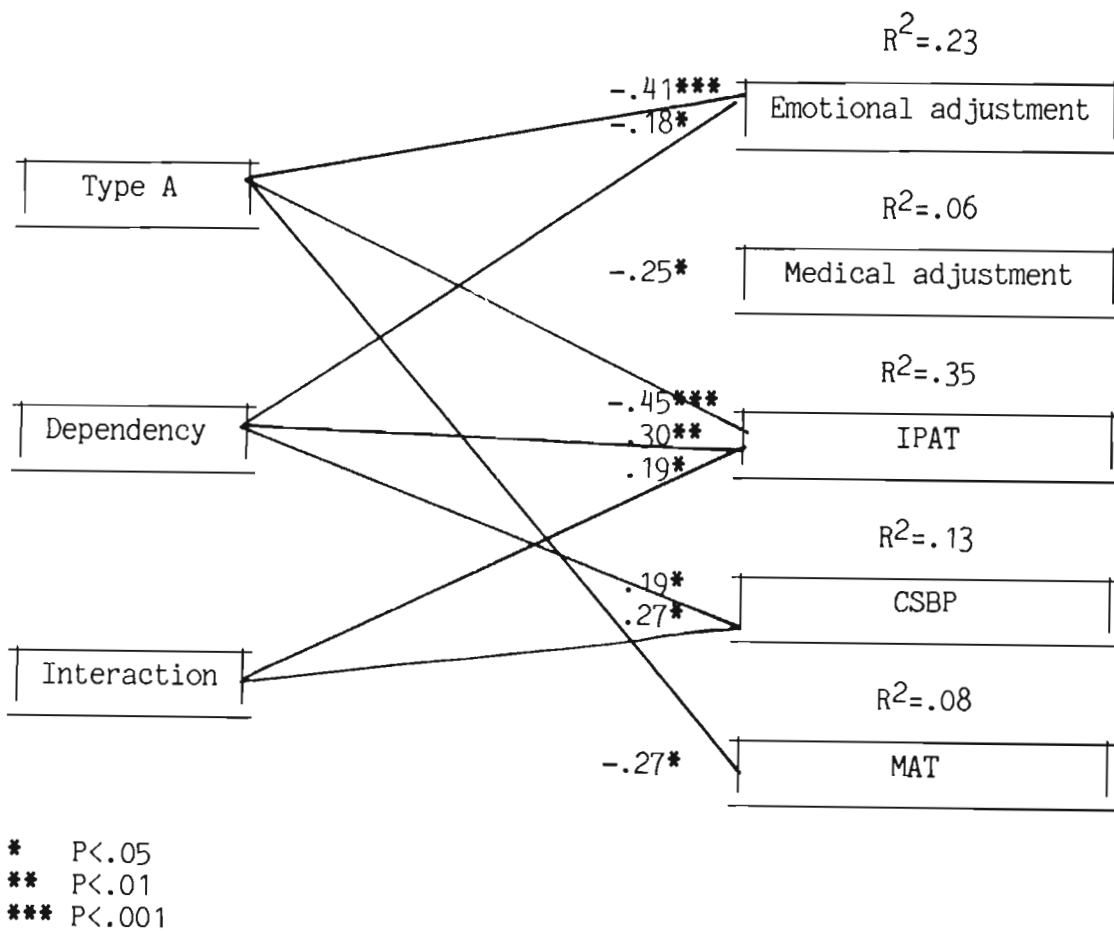 R²=.23
-.41***
Emotional adjustment
-.18*
Type A
R²=.06
-.25*
Medical adjustment
R²=.35
-.45***
Dependency
.30**
IPAT
.19*
R²=.13
.19*
CSBP
.27*
Interaction
R²=.08
-.27*
MAT
* P<.05
** P<.01
*** P<.001